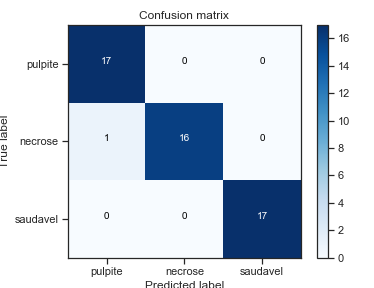 Confusion matrix
pulpite 17 0 0
necrose 1 16 0
saudavel 0 0 17
pulpite necrose saudavel
Predicted label
True label
16
14
12
10
8
6
4
2
0